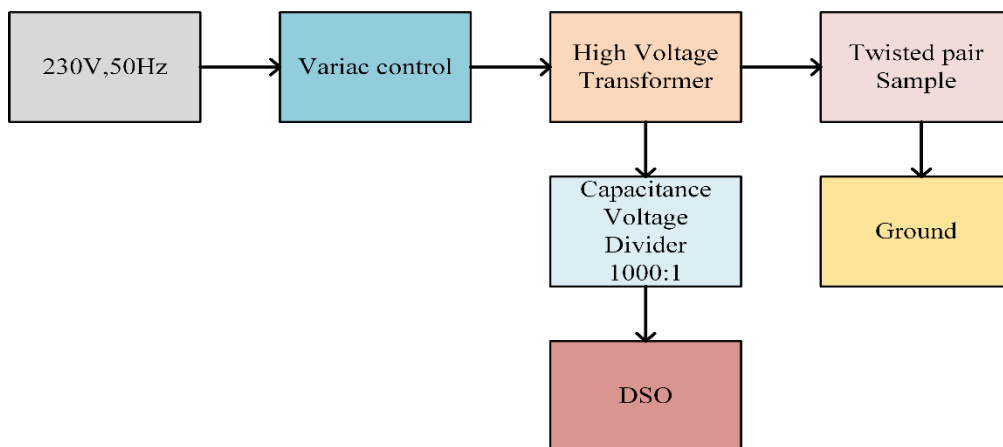 230V,50Hz
Variac control
High Voltage
Transformer
Twisted pair
Sample
Capacitance
Voltage
Divider
1000:1
Ground
DSO